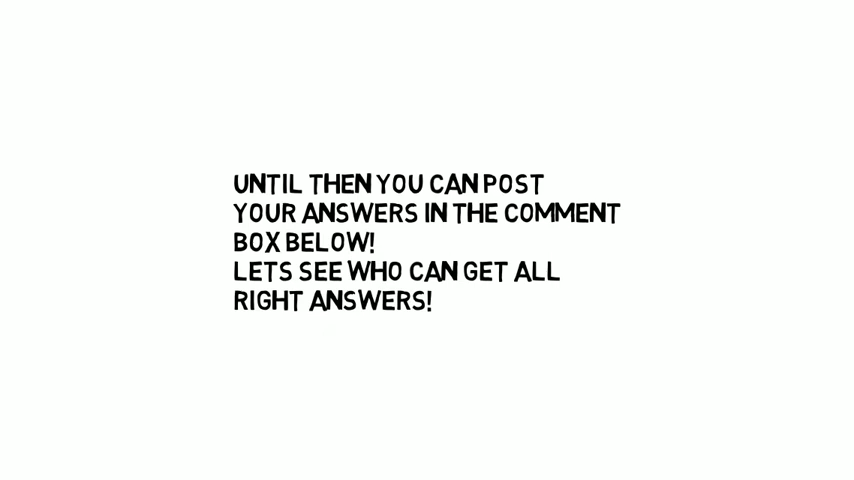 UNTIL THEN YOU CAN POST
YOUR ANSWERS IN THE COMMENT
BOX BELOW!
LETS SEE WHO CAN GET ALL
RIGHT ANSWERS!